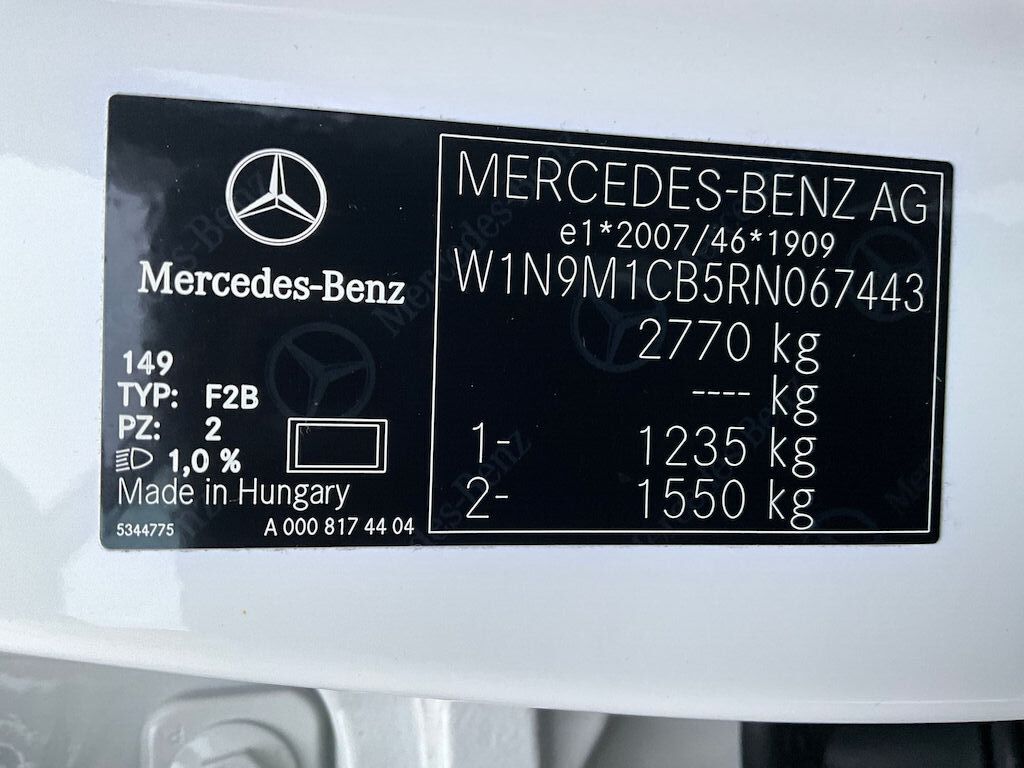 Mercedes-Benz
149
TYP: F2B
PZ: 2
1,0 %
Made in Hungary
5344775 A 000 817 44 04
MERCEDES-BENZ AG
e1*2007/46*1909
W1N9M1CB5RN067443
2770 kg
---- kg
1- 1235 kg
2- 1550 kg